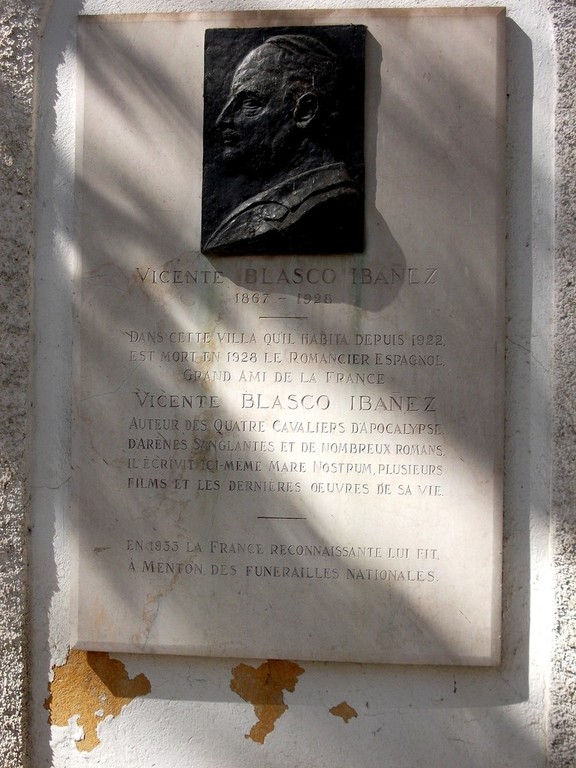 VICENTE BLASCO IBAÑEZ
1867 - 1928
DANS CETTE VILLA QU'IL HABITA DEPUIS 1922,
EST MORT EN 1928 LE ROMANCIER ESPAGNOL
GRAND AMI DE LA FRANCE
VICENTE BLASCO IBAÑEZ
AUTEUR DES QUATRE CAVALIERS D'APOCALYPSE,
D'ARÈNES SANGLANTES ET DE NOMBREUX ROMANS.
IL ÉCRIVIT ICI-MÊME MARE NOSTRUM, PLUSIEURS
FILMS ET LES DERNIÈRES OEUVRES DE SA VIE.
EN 1933 LA FRANCE RECONNAISSANTE LUI FIT,
À MENTON, DES FUNERAILLES NATIONALES.